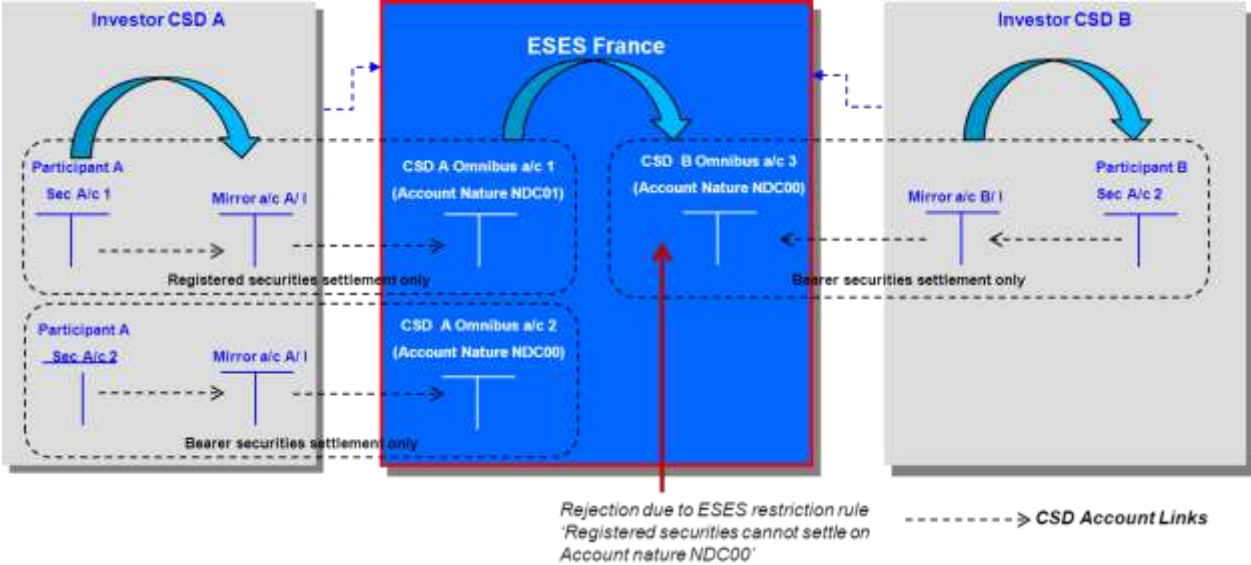 Investor CSD A
ESES France
Investor CSD B
Participant A
Sec A/c 1
Mirror a/c A/ I
CSD A Omnibus a/c 1
(Account Nature NDC01)
CSD B Omnibus a/c 3
(Account Nature NDC00)
Mirror a/c B/ I
Participant B
Sec A/c 2
Registered securities settlement only
Bearer securities settlement only
Participant A
Sec A/c 2
Mirror a/c A/ I
CSD A Omnibus a/c 2
(Account Nature NDC00)
Bearer securities settlement only
Rejection due to ESES restriction rule
‘Registered securities cannot settle on
Account nature NDC00’
CSD Account Links